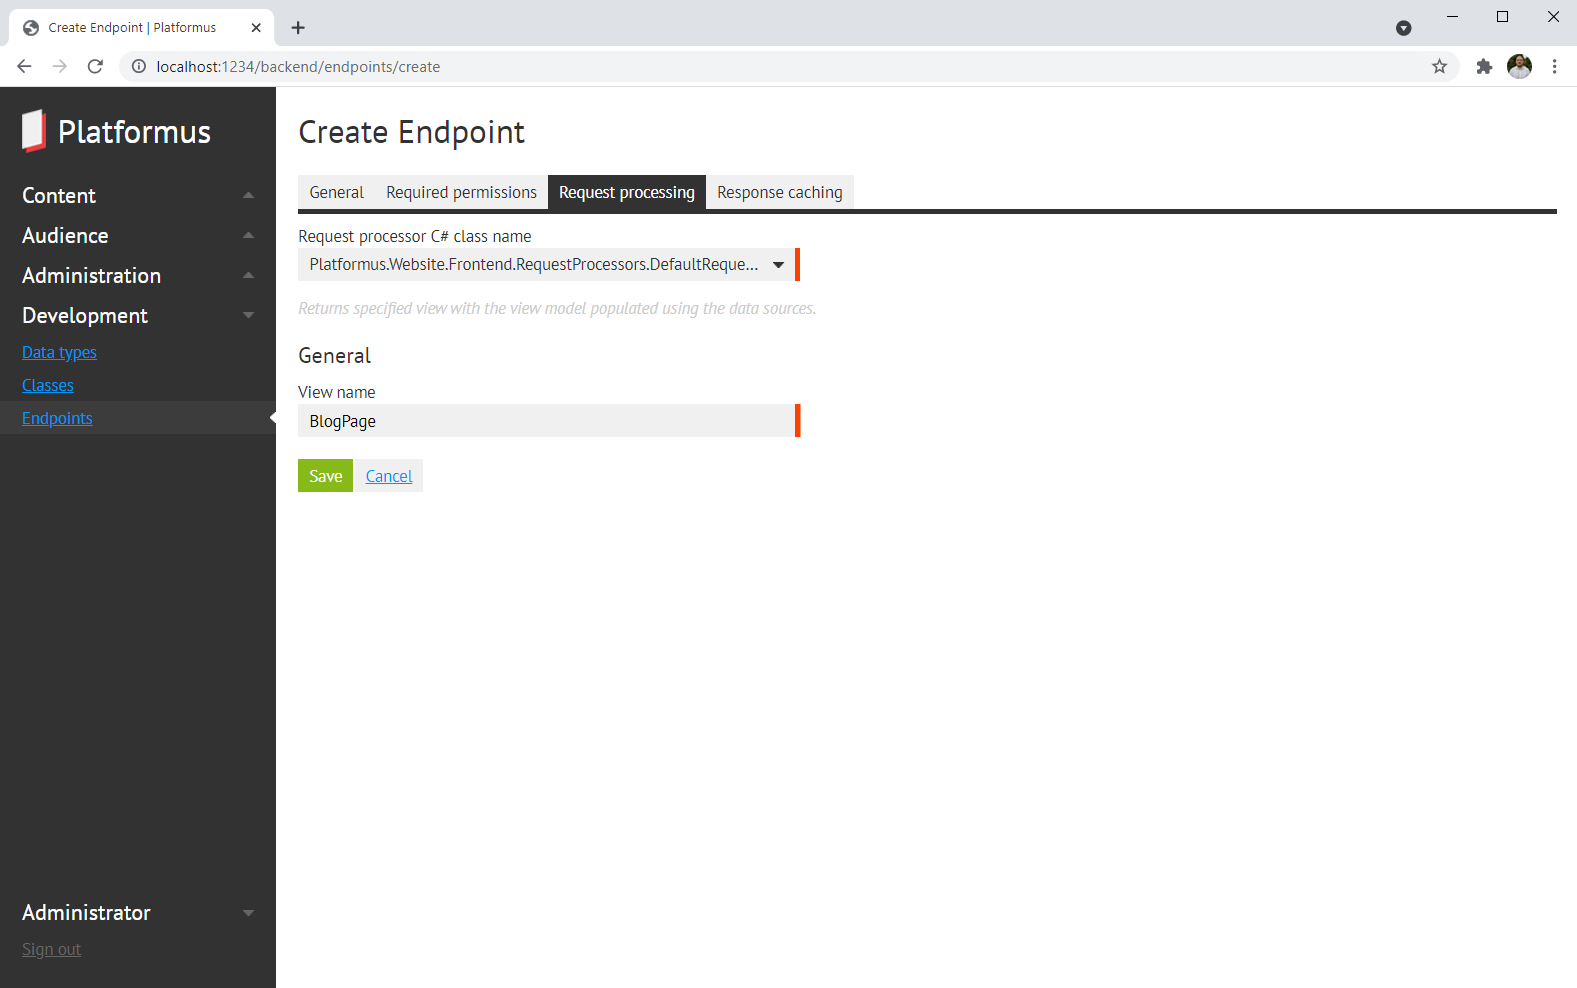 Create Endpoint | Platformus
localhost:1234/backend/endpoints/create
Platformus
Content
Audience
Administration
Development
Data types
Classes
Endpoints
Administrator
Sign out
Create Endpoint
General Required permissions Request processing Response caching
Request processor C# class name
Platformus.Website.Frontend.RequestProcessors.DefaultReque...
Returns specified view with the view model populated using the data sources.
General
View name
BlogPage
Save Cancel